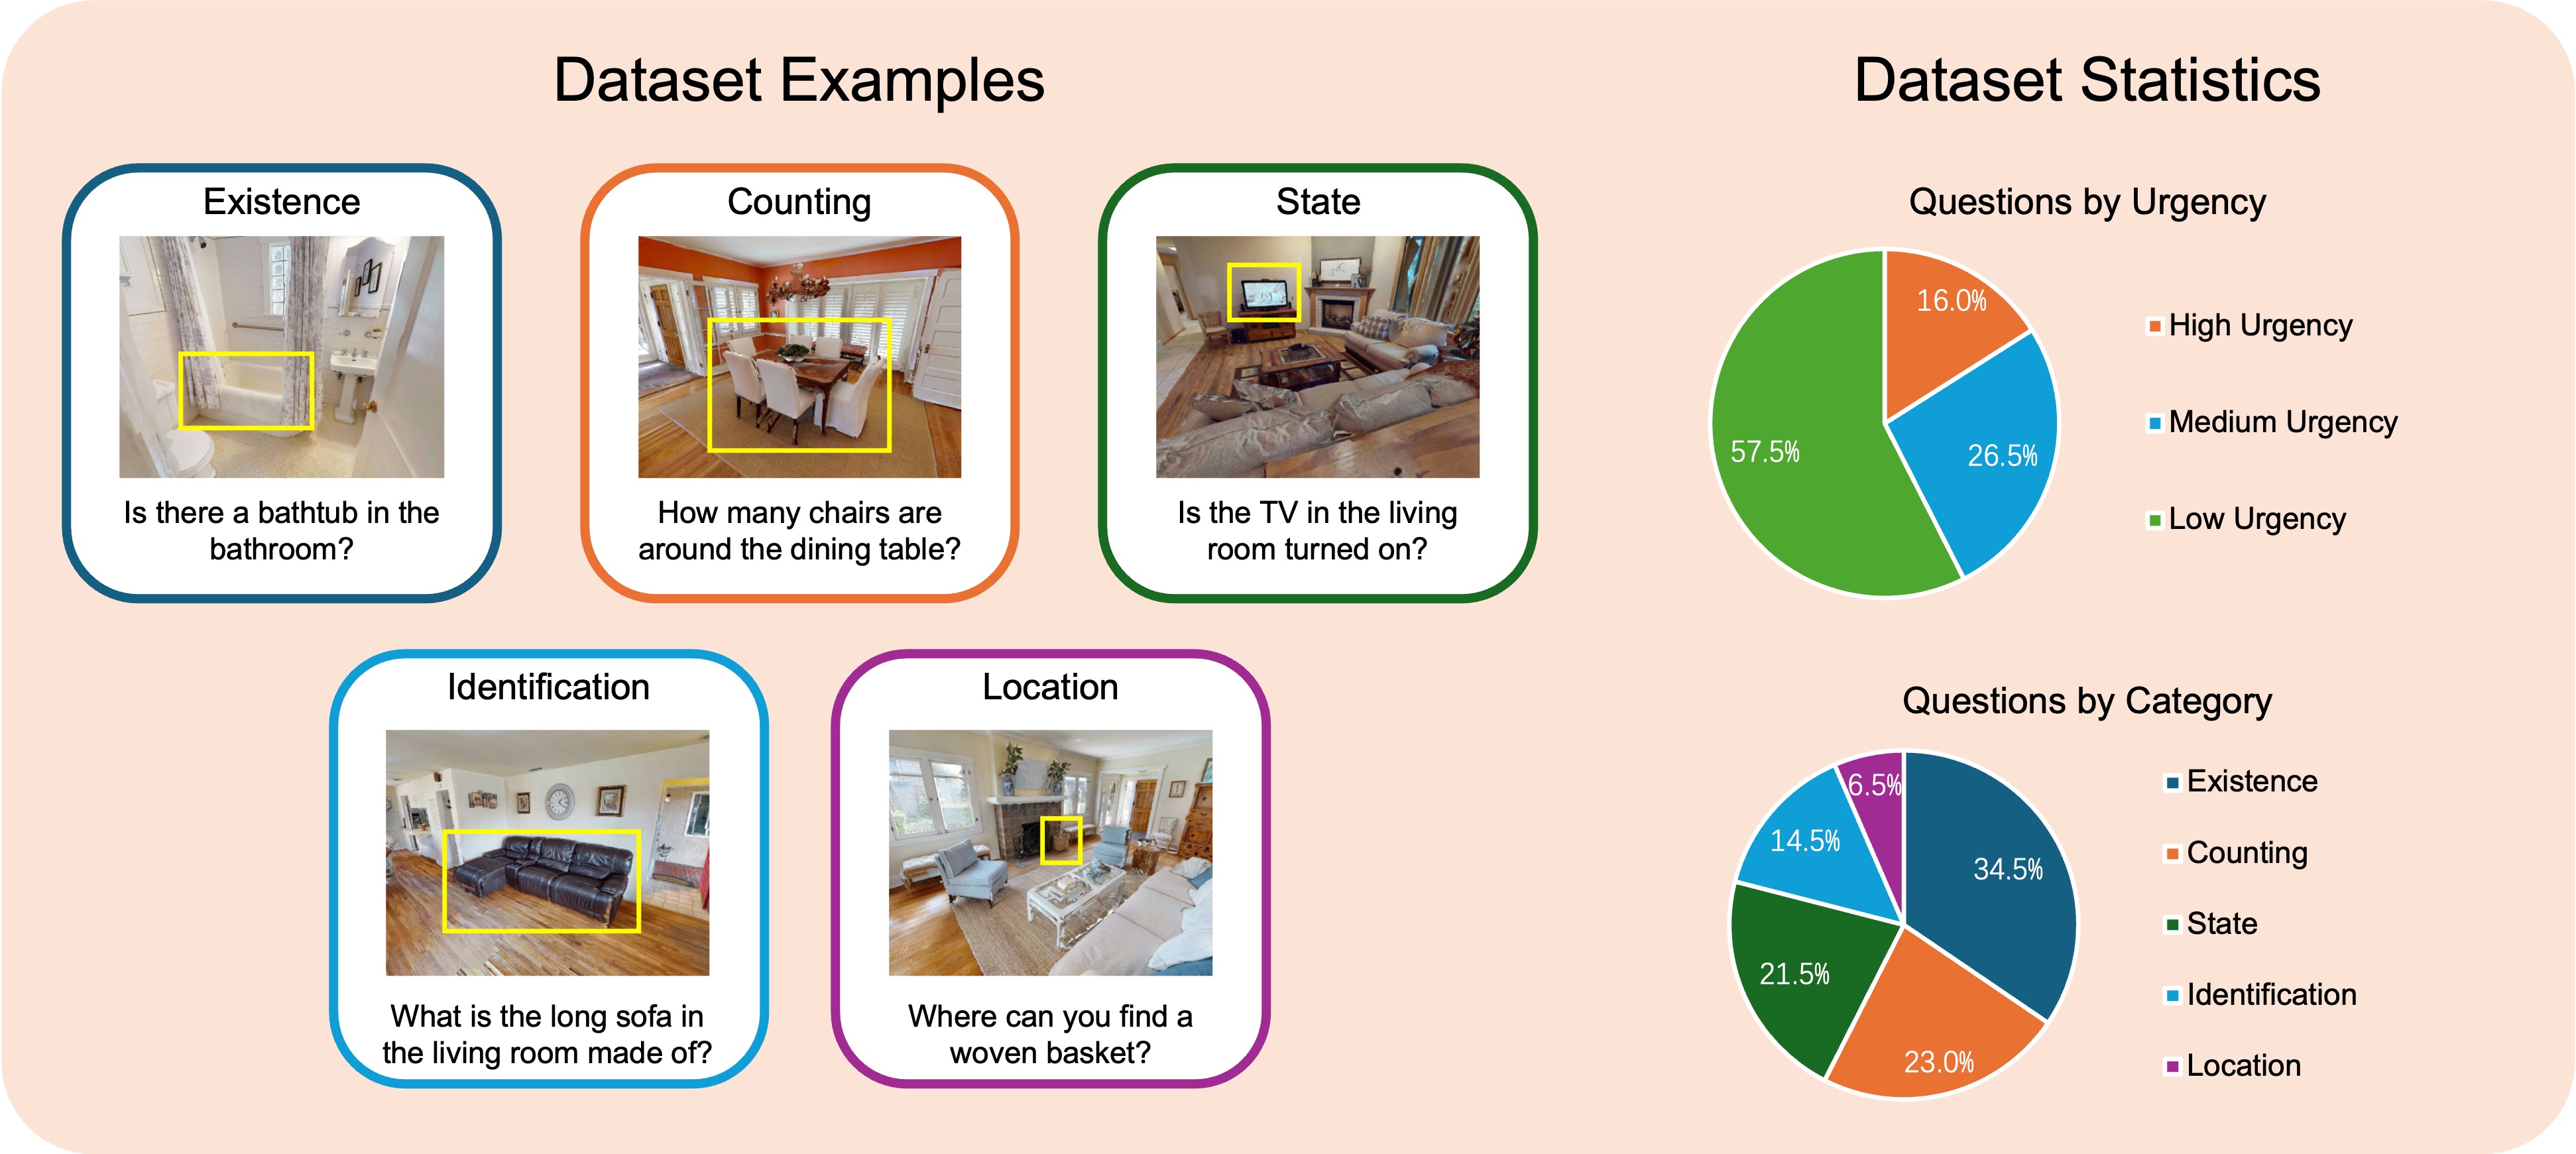 Dataset Examples
Existence
Is there a bathtub in the
bathroom?
Counting
How many chairs are
around the dining table?
State
Is the TV in the living
room turned on?
Identification
What is the long sofa in
the living room made of?
Location
Where can you find a
woven basket?
Dataset Statistics
Questions by Urgency
16.0%
26.5%
57.5%
High Urgency
Medium Urgency
Low Urgency
Questions by Category
6.5%
34.5%
14.5%
21.5%
23.0%
Existence
Counting
State
Identification
Location